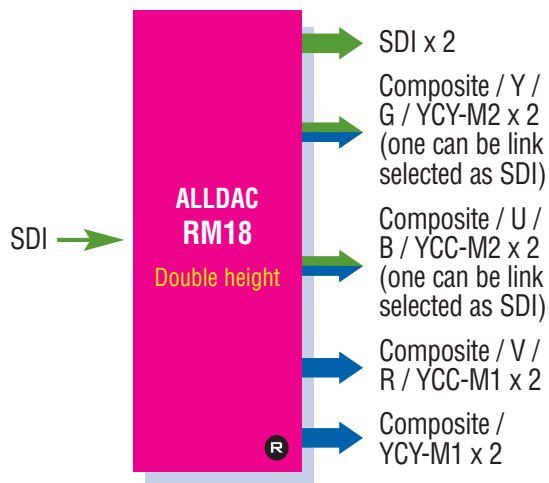 SDI
ALLDAC
RM18
Double height
R
SDI x 2
Composite / Y /
G / YCY-M2 x 2
(one can be link
selected as SDI)
Composite / U /
B / YCC-M2 x 2
(one can be link
selected as SDI)
Composite / V /
R / YCC-M1 x 2
Composite /
YCY-M1 x 2